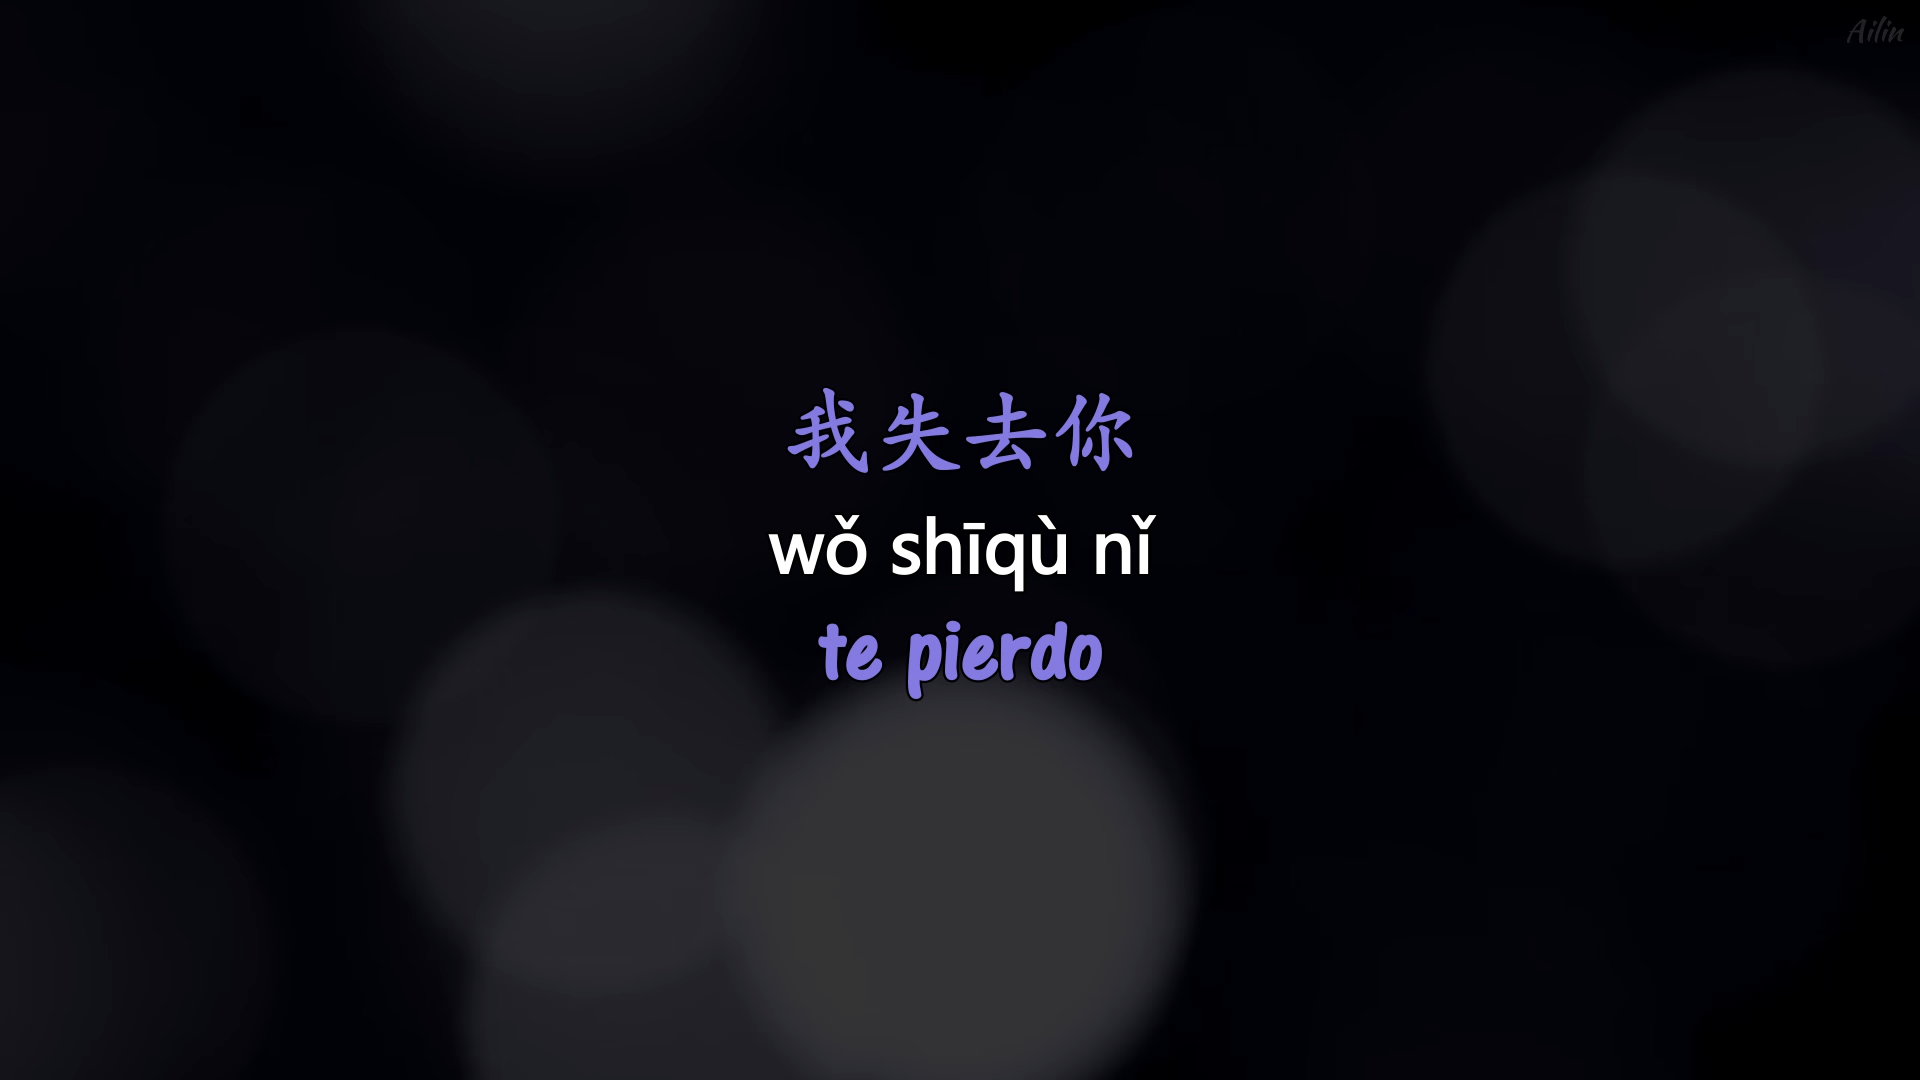 Ailin
我失去你
wǒ shīqù nǐ
te pierdo